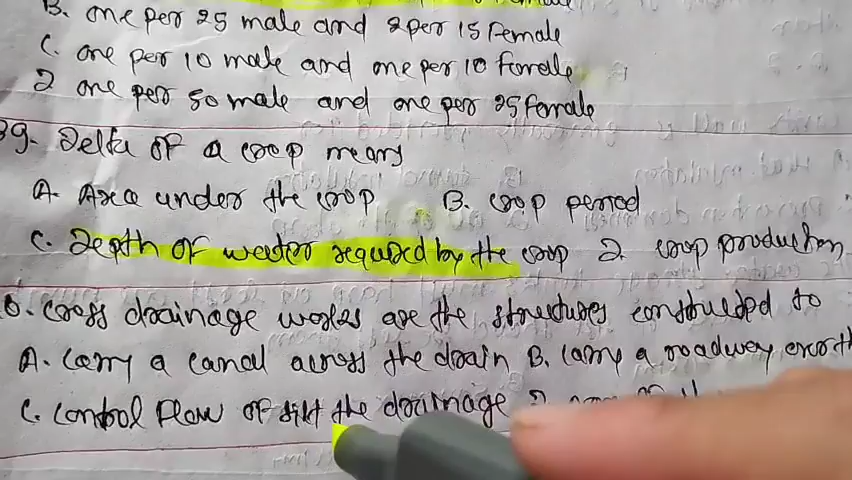 B. one per 25 male and 2 per 15 Female
C. one per 10 male and one per 10 female
D one per 50 male and one per 25 female
39. Delta of a crop means
A. Area under the crop B. crop period
C. Depth of water required by the crop D. crop production
0. Cross drainage works are the structures constructed to
A. Carry a canal across the drain B. Carry a roadway
C. Control flow of silt the drainage